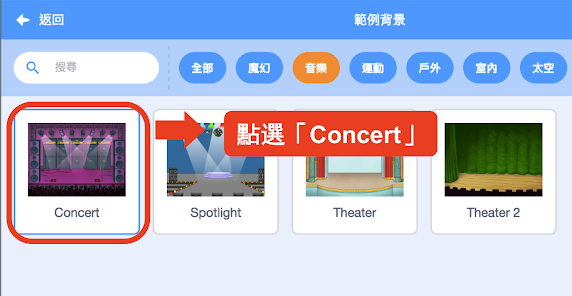 返回
範例背景
搜尋
全部 魔幻 音樂 運動 戶外 室內 太空
點選「Concert」
Concert Spotlight Theater Theater 2